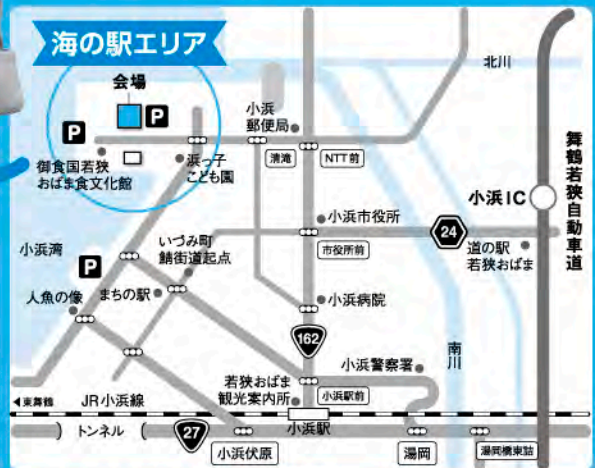 海の駅エリア
会場
P
P
御食国若狭
おばま食文化館
浜っ子
こども園
小浜
郵便局
清滝
NTT前
北川
舞鶴若狭自動車道
小浜IC
小浜市役所
市役所前
24
道の駅
若狭おばま
小浜湾
P
いづみ町
鯖街道起点
人魚の像
まちの駅
小浜病院
162
小浜警察署
南川
若狭おばま
観光案内所
小浜駅前
◀東舞鶴
JR小浜線
小浜駅
トンネル
27
小浜伏原
湯岡
湯岡橋東詰